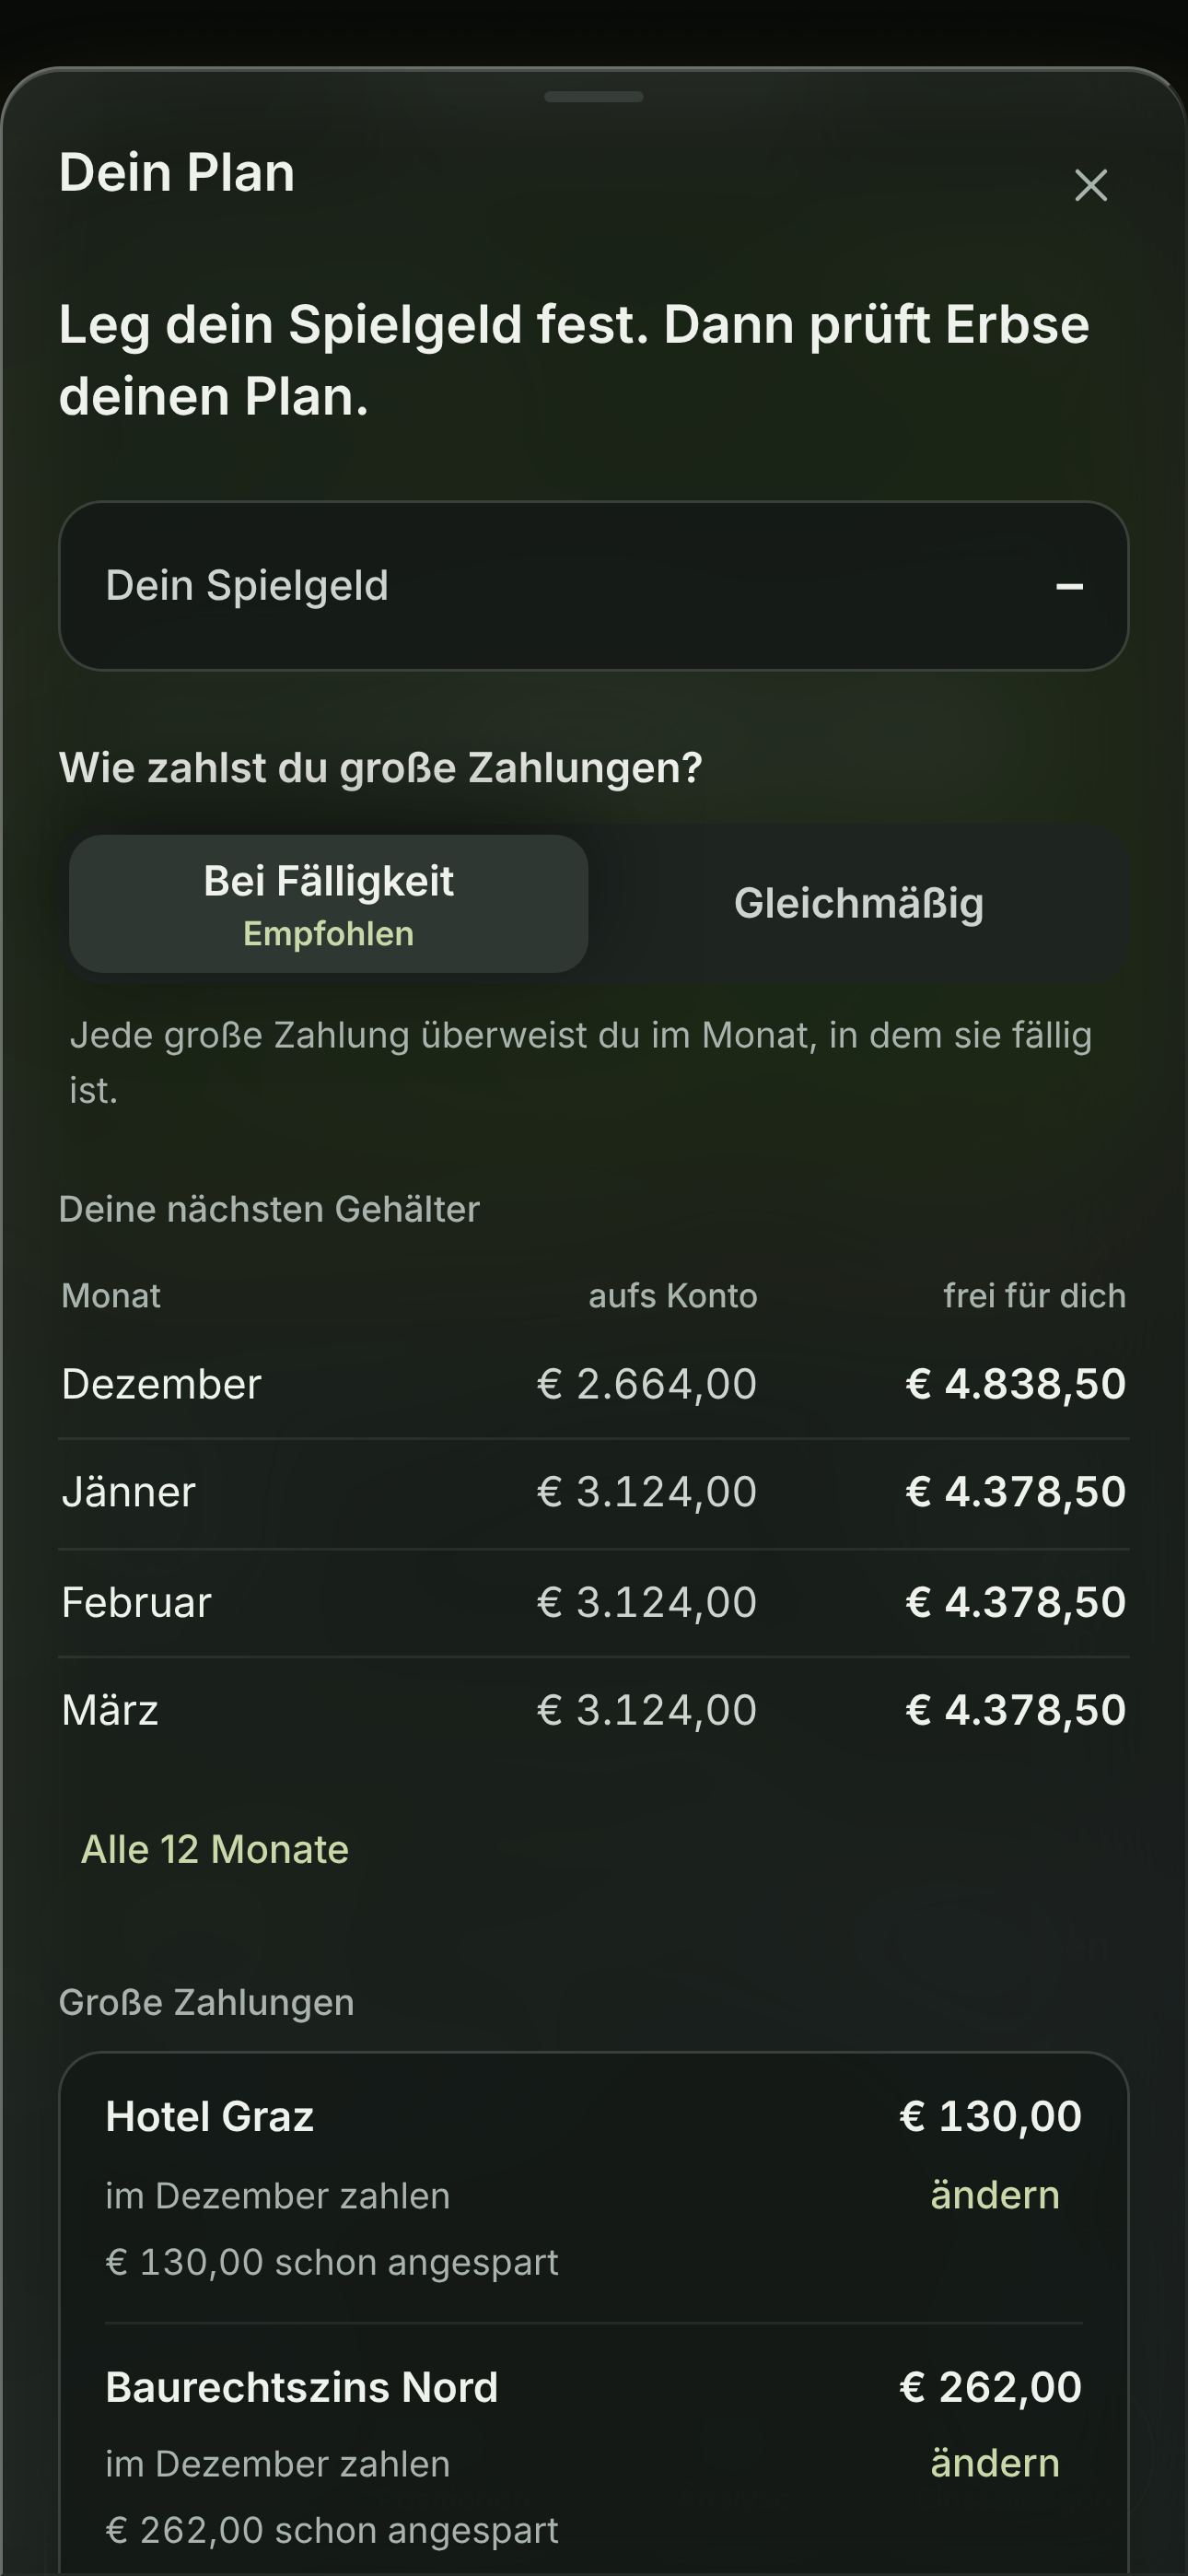 Dein Plan
Leg dein Spielgeld fest. Dann prüft Erbse
deinen Plan.
Dein Spielgeld –
Wie zahlst du große Zahlungen?
Bei Fälligkeit
Empfohlen
Gleichmäßig
Jede große Zahlung überweist du im Monat, in dem sie fällig
ist.
Deine nächsten Gehälter
Monat aufs Konto frei für dich
Dezember € 2.664,00 € 4.838,50
Jänner € 3.124,00 € 4.378,50
Februar € 3.124,00 € 4.378,50
März € 3.124,00 € 4.378,50
Alle 12 Monate
Große Zahlungen
Hotel Graz € 130,00
im Dezember zahlen ändern
€ 130,00 schon angespart
Baurechtszins Nord € 262,00
im Dezember zahlen ändern
€ 262,00 schon angespart